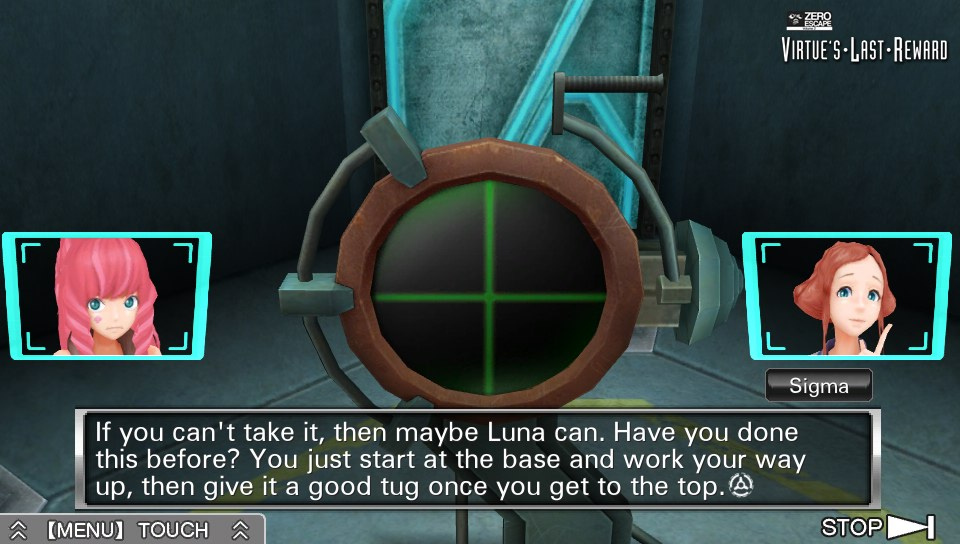 ZERO
ESCAPE
VIRTUE'S·LAST·REWARD
Sigma
If you can't take it, then maybe Luna can. Have you done
this before? You just start at the base and work your way
up, then give it a good tug once you get to the top.
【MENU】 TOUCH
STOP